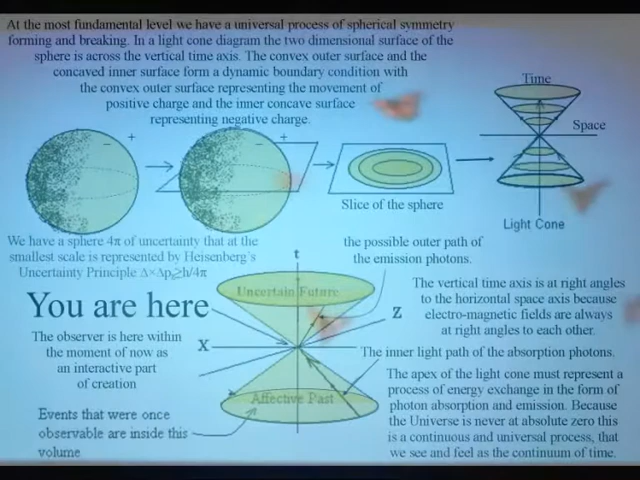 At the most fundamental level we have a universal process of spherical symmetry
forming and breaking. In a light cone diagram the two dimensional surface of the
sphere is across the vertical time axis. The convex outer surface and the
concaved inner surface form a dynamic boundary condition with
the convex outer surface representing the movement of
positive charge and the inner concave surface
representing negative charge.
Time
Space
Light Cone
− +
− +
Slice of the sphere
We have a sphere 4π of uncertainty that at the
smallest scale is represented by Heisenberg's
Uncertainty Principle Δ×Δp≥h/4π
the possible outer path of
the emission photons.
t
Uncertain Future
Z
X
The vertical time axis is at right angles
to the horizontal space axis because
electro-magnetic fields are always
at right angles to each other.
You are here
The observer is here within
the moment of now as
an interactive part
of creation
The inner light path of the absorption photons.
Affective Past
The apex of the light cone must represent a
process of energy exchange in the form of
photon absorption and emission. Because
the Universe is never at absolute zero this
is a continuous and universal process, that
we see and feel as the continuum of time.
Events that were once
observable are inside this
volume